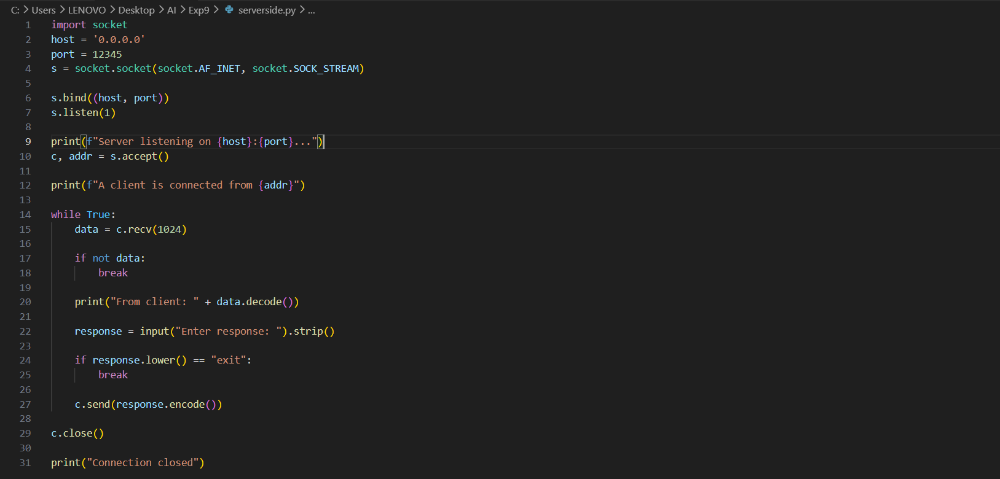 C: > Users > LENOVO > Desktop > AI > Exp9 > serverside.py > ...
1 import socket
2 host = '0.0.0.0'
3 port = 12345
4 s = socket.socket(socket.AF_INET, socket.SOCK_STREAM)
5
6 s.bind((host, port))
7 s.listen(1)
8
9 print(f"Server listening on {host}:{port}...")
10 c, addr = s.accept()
11
12 print(f"A client is connected from {addr}")
13
14 while True:
15     data = c.recv(1024)
16
17     if not data:
18         break
19
20     print("From client: " + data.decode())
21
22     response = input("Enter response: ").strip()
23
24     if response.lower() == "exit":
25         break
26
27     c.send(response.encode())
28
29 c.close()
30
31 print("Connection closed")